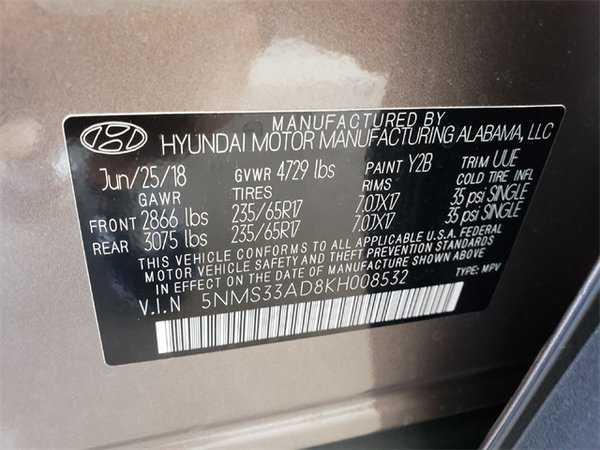 MANUFACTURED BY
HYUNDAI MOTOR MANUFACTURING ALABAMA, LLC
Jun/25/18 GVWR 4729 lbs PAINT Y2B TRIM UUE
GAWR TIRES RIMS COLD TIRE INFL
FRONT 2866 lbs 235/65R17 7.0JX17 35 psi SINGLE
REAR 3075 lbs 235/65R17 7.0JX17 35 psi SINGLE
THIS VEHICLE CONFORMS TO ALL APPLICABLE U.S.A. FEDERAL
MOTOR VEHICLE SAFETY AND THEFT PREVENTION STANDARDS
IN EFFECT ON THE DATE OF MANUFACTURE SHOWN ABOVE.
V.I.N 5NMS33AD8KH008532 TYPE: MPV